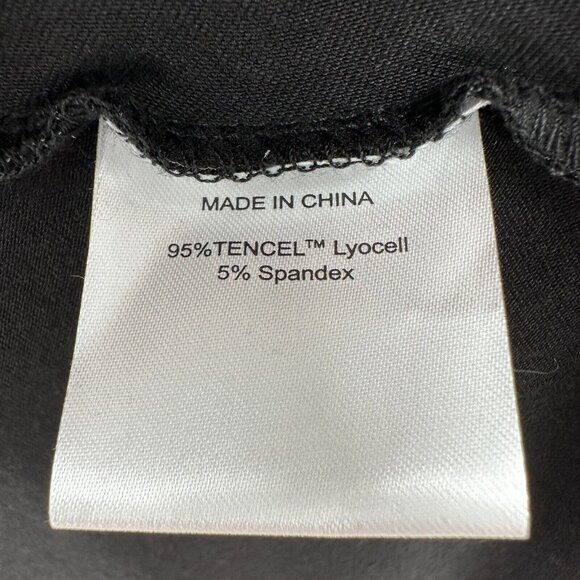 MADE IN CHINA
95%TENCEL™ Lyocell
5% Spandex